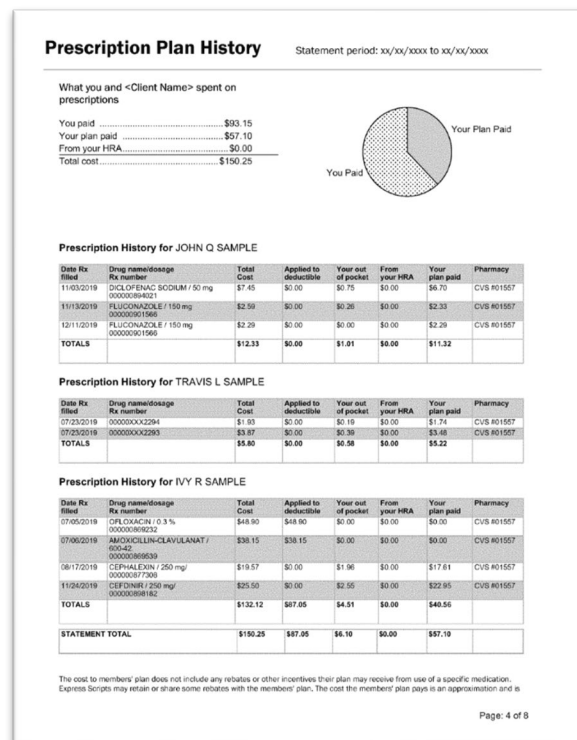 Prescription Plan History Statement period: xx/xx/xxxx to xx/xx/xxxx
What you and <Client Name> spent on
prescriptions
You paid ............ $93.15
Your plan paid ............ $57.10
From your HRA ............ $0.00
Total cost ............ $150.25
Your Plan Paid
You Paid
Prescription History for JOHN Q SAMPLE
Date Rx filled Drug name/dosage Rx number Total Cost Applied to deductible Your out of pocket From your HRA Your plan paid Pharmacy
11/03/2019 DICLOFENAC SODIUM / 50 mg $7.45 $0.00 $0.75 $0.00 $6.70 CVS #01557
000000894021
11/13/2019 FLUCONAZOLE / 150 mg $2.59 $0.00 $0.26 $0.00 $2.33 CVS #01557
000000901566
12/11/2019 FLUCONAZOLE / 150 mg $2.29 $0.00 $0.00 $0.00 $2.29 CVS #01557
000000901566
TOTALS $12.33 $0.00 $1.01 $0.00 $11.32
Prescription History for TRAVIS L SAMPLE
Date Rx filled Drug name/dosage Rx number Total Cost Applied to deductible Your out of pocket From your HRA Your plan paid Pharmacy
07/23/2019 00000XXX2294 $1.93 $0.00 $0.19 $0.00 $1.74 CVS #01557
07/23/2019 00000XXX2293 $3.87 $0.00 $0.39 $0.00 $3.48 CVS #01557
TOTALS $5.80 $0.00 $0.58 $0.00 $5.22
Prescription History for IVY R SAMPLE
Date Rx filled Drug name/dosage Rx number Total Cost Applied to deductible Your out of pocket From your HRA Your plan paid Pharmacy
07/05/2019 OFLOXACIN / 0.3 % $48.90 $48.90 $0.00 $0.00 $0.00 CVS #01557
000000869232
07/06/2019 AMOXICILLIN-CLAVULANAT / $38.15 $38.15 $0.00 $0.00 $0.00 CVS #01557
600-42
000000869539
08/17/2019 CEPHALEXIN / 250 mg/ $19.57 $0.00 $1.96 $0.00 $17.61 CVS #01557
000000877306
11/24/2019 CEFDINIR / 250 mg/ $25.50 $0.00 $2.55 $0.00 $22.95 CVS #01557
000000898182
TOTALS $132.12 $87.05 $4.51 $0.00 $40.56
STATEMENT TOTAL $150.25 $87.05 $6.10 $0.00 $57.10
The cost to members' plan does not include any rebates or other incentives their plan may receive from use of a specific medication.
Express Scripts may retain or share some rebates with the members' plan. The cost the members' plan pays is an approximation and is
Page: 4 of 8